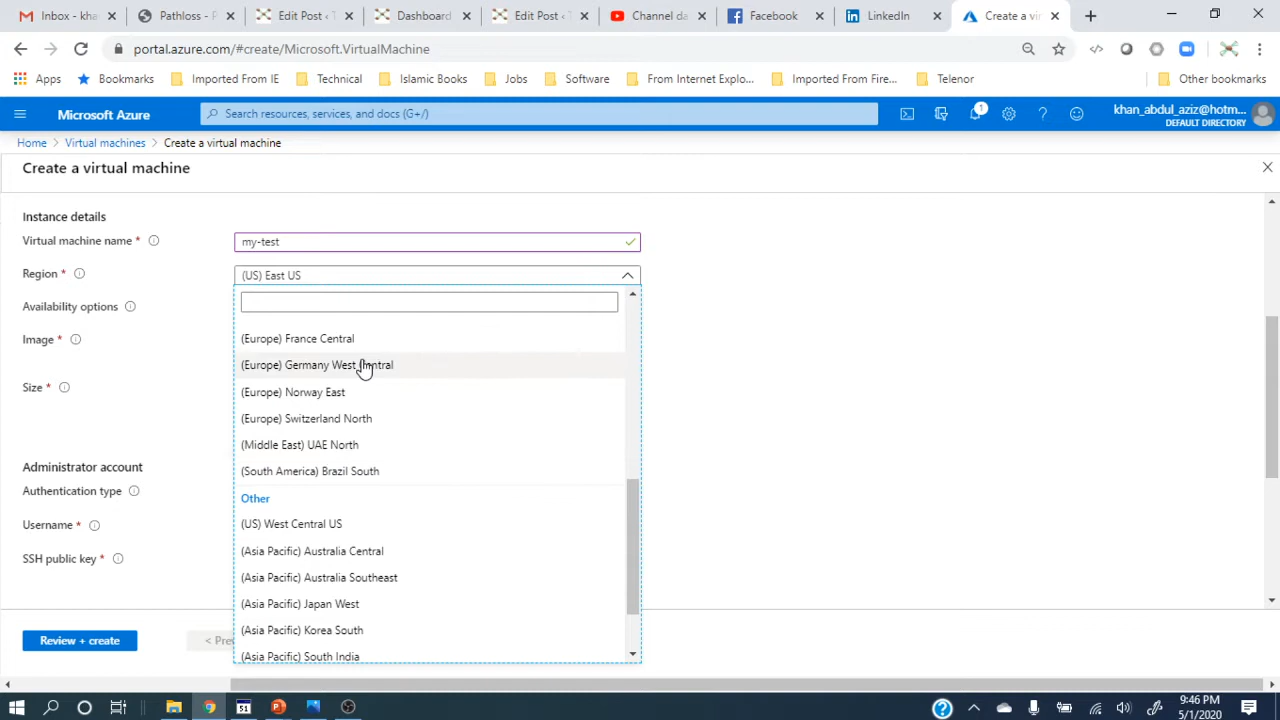 Inbox - kha
Pathloss - P
Edit Post ‹ T
Dashboard
Edit Post ‹ T
Channel da
Facebook
LinkedIn
Create a vir
portal.azure.com/#create/Microsoft.VirtualMachine
Apps
Bookmarks
Imported From IE
Technical
Islamic Books
Jobs
Software
From Internet Explo...
Imported From Fire...
Telenor
Other bookmarks
Microsoft Azure
Search resources, services, and docs (G+/)
1
khan_abdul_aziz@hotm...
DEFAULT DIRECTORY
Home > Virtual machines > Create a virtual machine
Create a virtual machine
Instance details
Virtual machine name *
my-test
Region *
(US) East US
Availability options
Image *
(Europe) France Central
(Europe) Germany West Central
Size *
(Europe) Norway East
(Europe) Switzerland North
(Middle East) UAE North
Administrator account
(South America) Brazil South
Authentication type
Other
Username *
(US) West Central US
SSH public key *
(Asia Pacific) Australia Central
(Asia Pacific) Australia Southeast
(Asia Pacific) Japan West
(Asia Pacific) Korea South
(Asia Pacific) South India
Review + create
< Pre
31
9:46 PM
5/1/2020